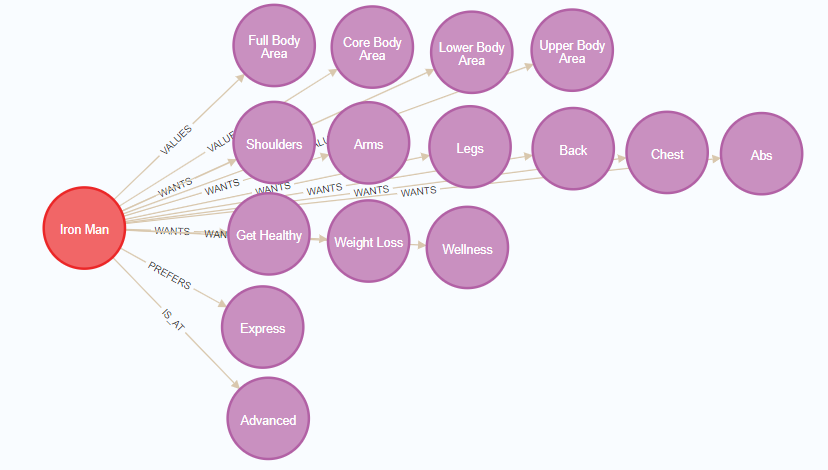 Full Body
Area
Core Body
Area
Lower Body
Area
Upper Body
Area
VALUES
Shoulders
Arms
Legs
Back
Chest
Abs
WANTS
WANTS
WANTS
WANTS
WANTS
WANTS
Iron Man
WANTS
Get Healthy
Weight Loss
Wellness
PREFERS
Express
IS_AT
Advanced